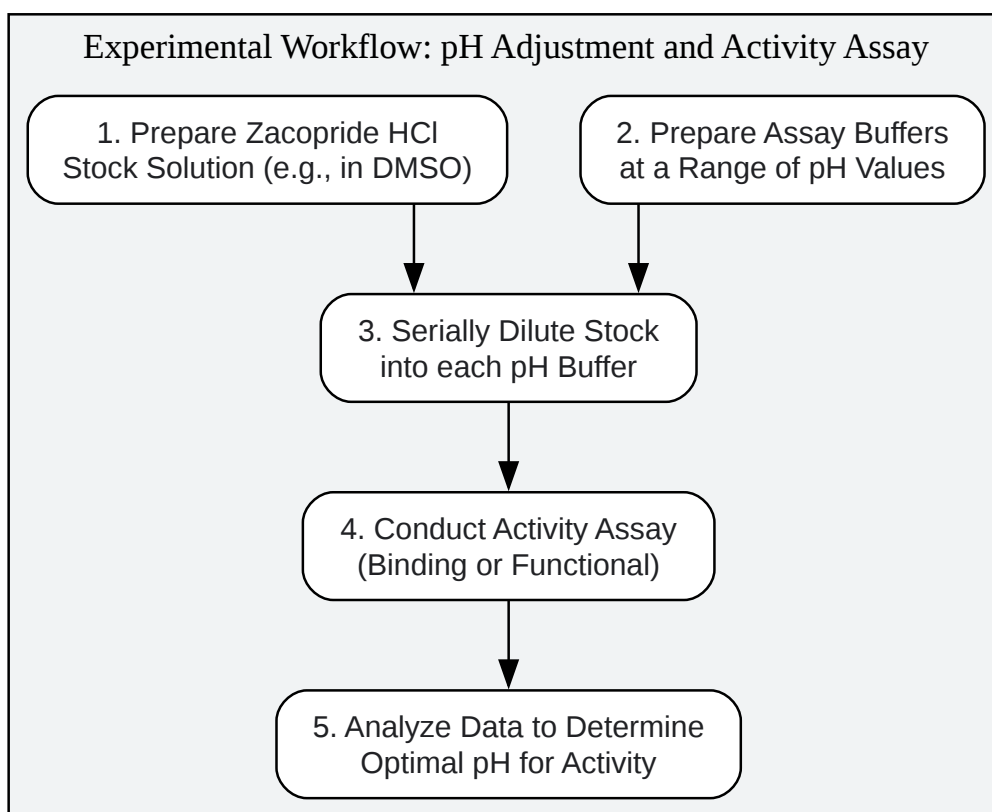 Experimental Workflow: pH Adjustment and Activity Assay
1. Prepare Zacopride HCl
Stock Solution (e.g., in DMSO)
2. Prepare Assay Buffers
at a Range of pH Values
3. Serially Dilute Stock
into each pH Buffer
4. Conduct Activity Assay
(Binding or Functional)
5. Analyze Data to Determine
Optimal pH for Activity